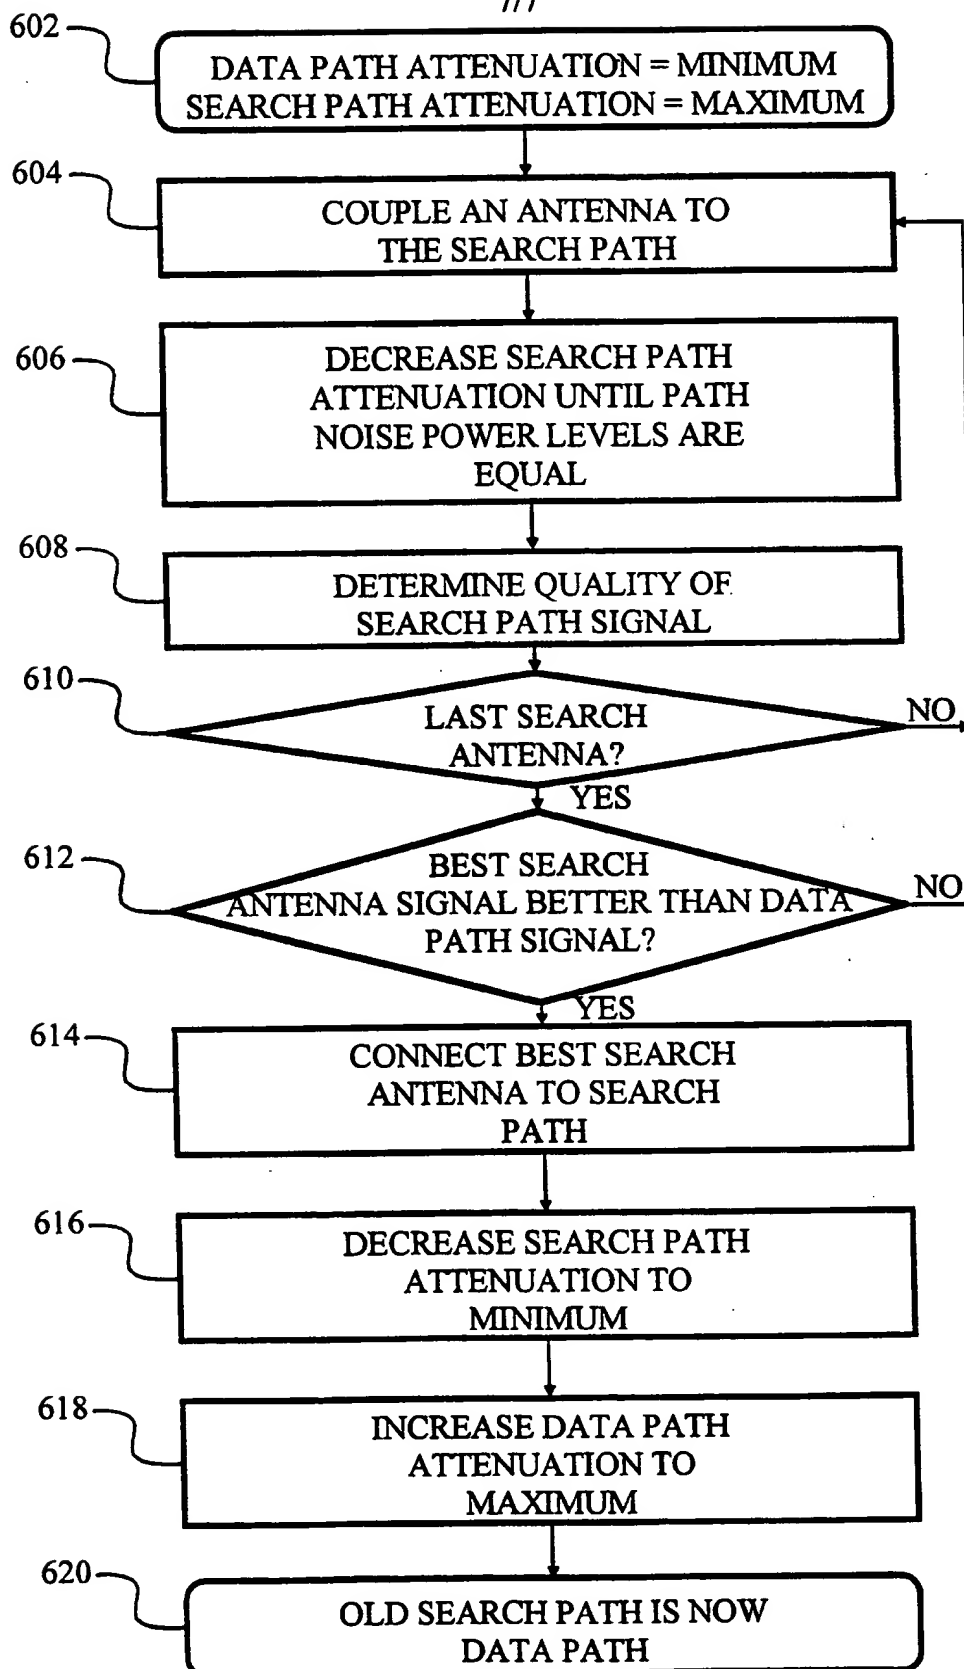 7/7
602
DATA PATH ATTENUATION = MINIMUM
SEARCH PATH ATTENUATION = MAXIMUM
604
COUPLE AN ANTENNA TO
THE SEARCH PATH
606
DECREASE SEARCH PATH
ATTENUATION UNTIL PATH
NOISE POWER LEVELS ARE
EQUAL
608
DETERMINE QUALITY OF
SEARCH PATH SIGNAL
610
LAST SEARCH
ANTENNA?
NO
YES
612
BEST SEARCH
ANTENNA SIGNAL BETTER THAN DATA
PATH SIGNAL?
NO
YES
614
CONNECT BEST SEARCH
ANTENNA TO SEARCH
PATH
616
DECREASE SEARCH PATH
ATTENUATION TO
MINIMUM
618
INCREASE DATA PATH
ATTENUATION TO
MAXIMUM
620
OLD SEARCH PATH IS NOW
DATA PATH